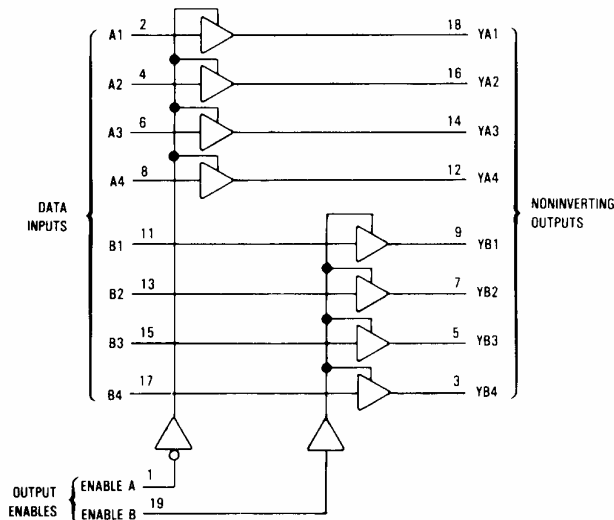 A1 2 18 YA1
A2 4 16 YA2
A3 6 14 YA3
A4 8 12 YA4
DATA
INPUTS
NONINVERTING
OUTPUTS
B1 11 9 YB1
B2 13 7 YB2
B3 15 5 YB3
B4 17 3 YB4
OUTPUT
ENABLES
ENABLE A 1
ENABLE B 19